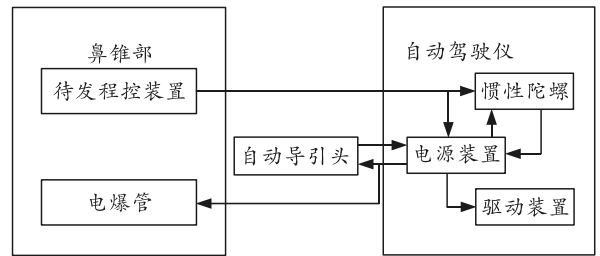 鼻锥部
待发程控装置
电爆管
自动导引头
自动驾驶仪
惯性陀螺
电源装置
驱动装置